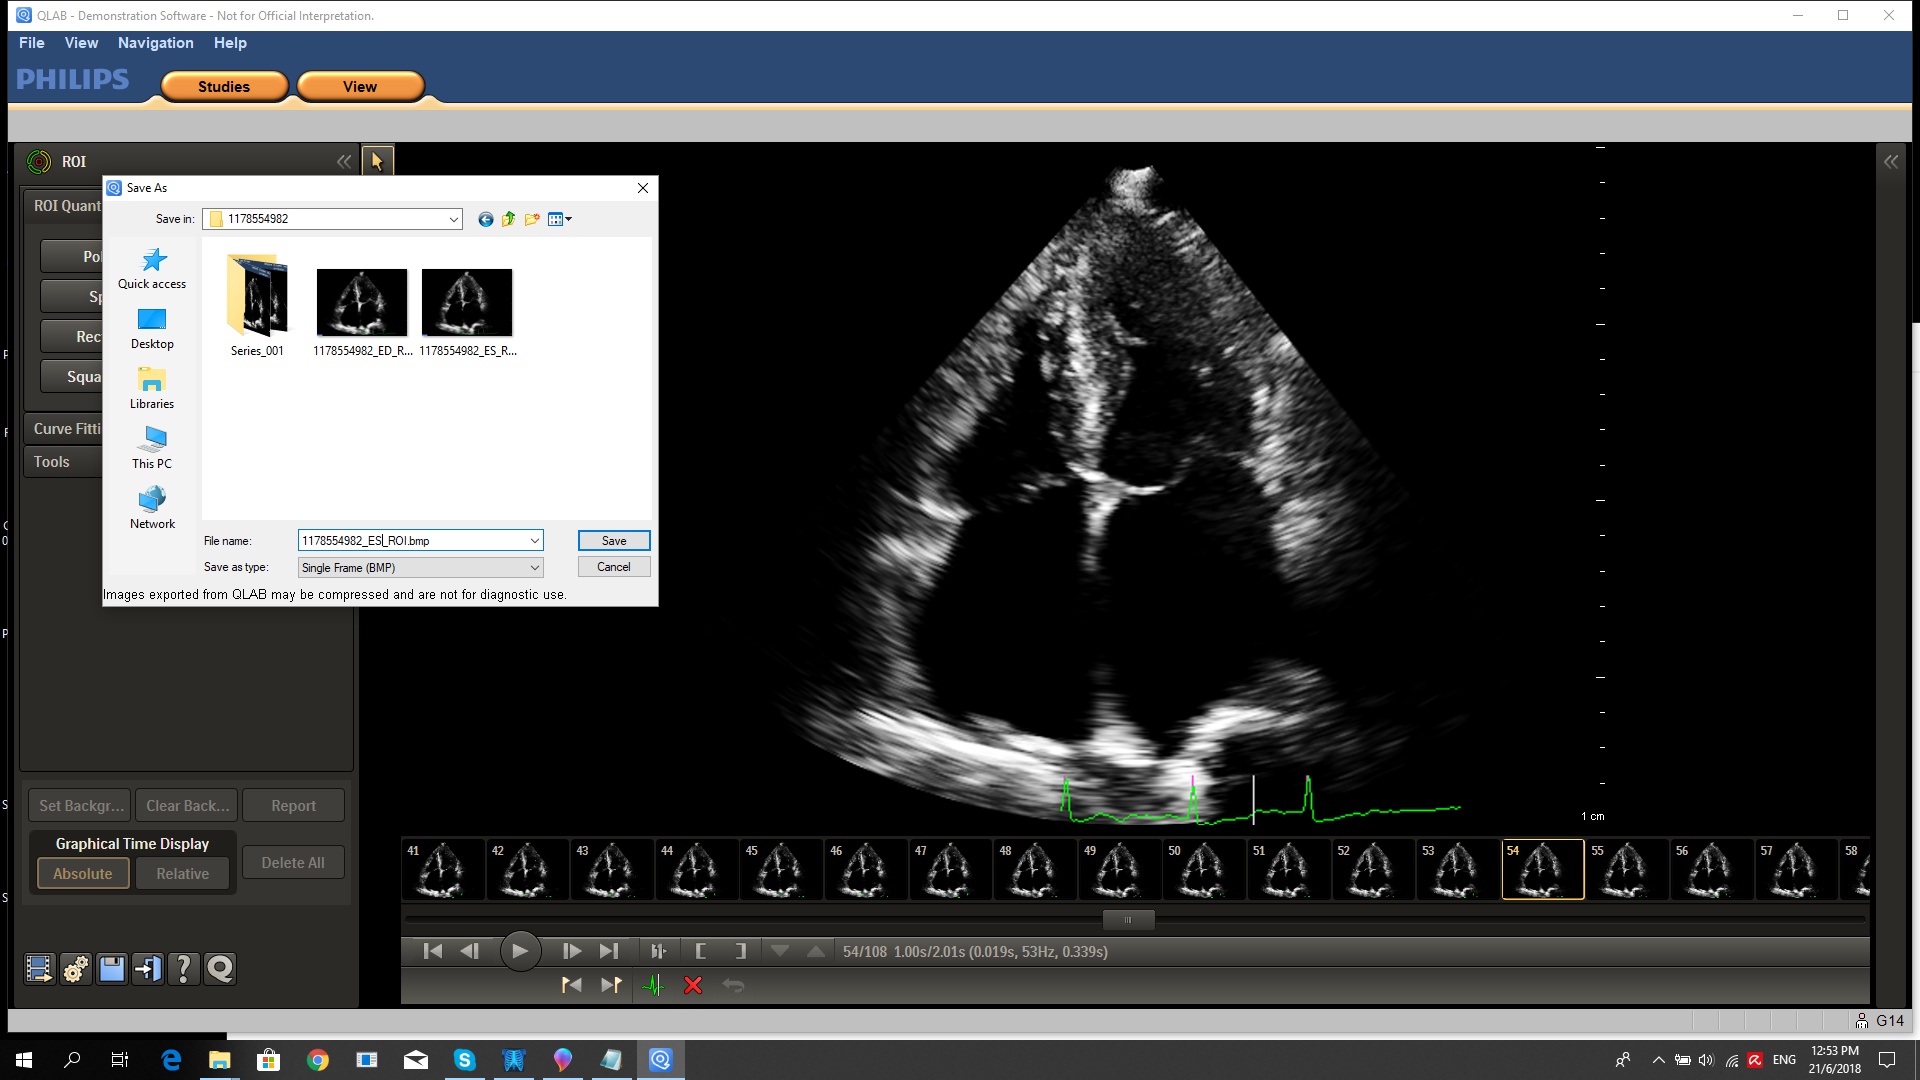 QLAB - Demonstration Software - Not for Official Interpretation.
File View Navigation Help
PHILIPS
Studies View
ROI
Save As
ROI Quant
Save in: 1178554982
Quick access
Desktop
Libraries
This PC
Network
Series_001 1178554982_ED_R... 1178554982_ES_R...
Rec
Squa
Curve Fitti
Tools
File name: 1178554982_ES_ROI.bmp Save
Save as type: Single Frame (BMP) Cancel
Images exported from QLAB may be compressed and are not for diagnostic use.
1 cm
Set Backgr... Clear Back... Report
Graphical Time Display
Absolute Relative Delete All
41 42 43 44 45 46 47 48 49 50 51 52 53 54 55 56 57 58
54/108 1.00s/2.01s (0.019s, 53Hz, 0.339s)
G14
ENG
12:53 PM
21/6/2018